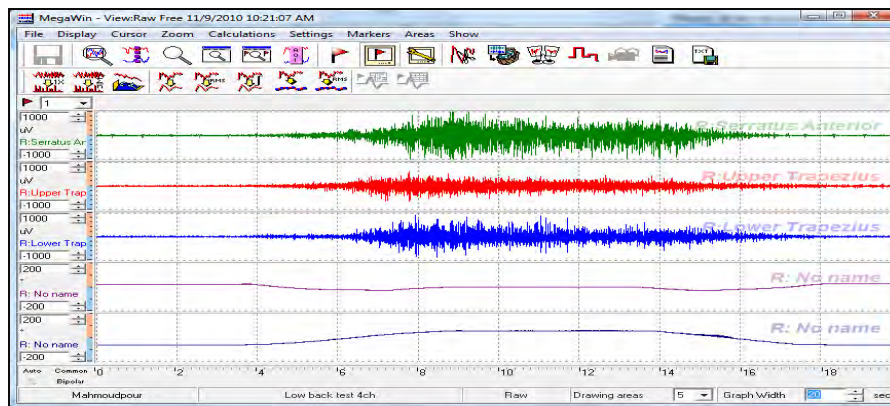 MegaWin - View:Raw Free 11/9/2010 10:21:07 AM
File Display Cursor Zoom Calculations Settings Markers Areas Show
1
1000
uV
R:Serratus An
-1000
R:Serratus Anterior
1000
uV
R:Upper Trap
-1000
R:Upper Trapezius
1000
uV
R:Lower Trap
-1000
R:Lower Trapezius
200
R: No name
-200
R: No name
200
R: No name
-200
R: No name
Auto Common 0 2 4 6 8 10 12 14 16 18
Bipolar
Mahmoudpour Low back test 4ch Raw Drawing areas 5 Graph Width 20 sec